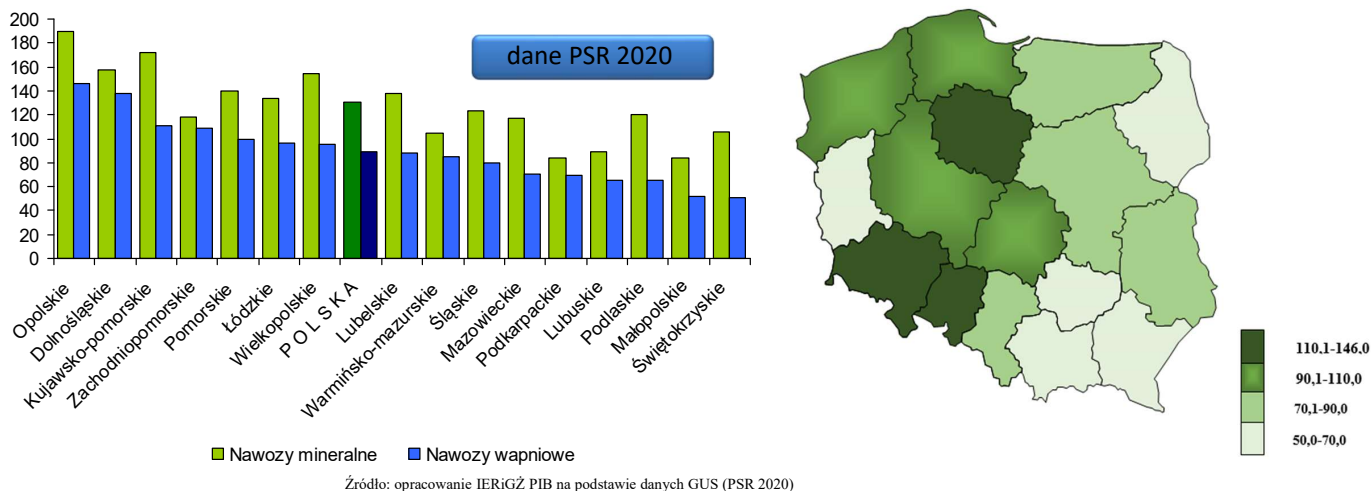 200
180
160
140
120
100
80
60
40
20
0
dane PSR 2020
Opolskie
Dolnośląskie
Kujawsko-pomorskie
Zachodniopomorskie
Pomorskie
Łódzkie
Wielkopolskie
P O L S K A
Lubelskie
Warmińsko-mazurskie
Śląskie
Mazowieckie
Podkarpackie
Lubuskie
Podlaskie
Małopolskie
Świętokrzyskie
Nawozy mineralne
Nawozy wapniowe
110,1-146,0
90,1-110,0
70,1-90,0
50,0-70,0
Źródło: opracowanie IERiGŻ PIB na podstawie danych GUS (PSR 2020)